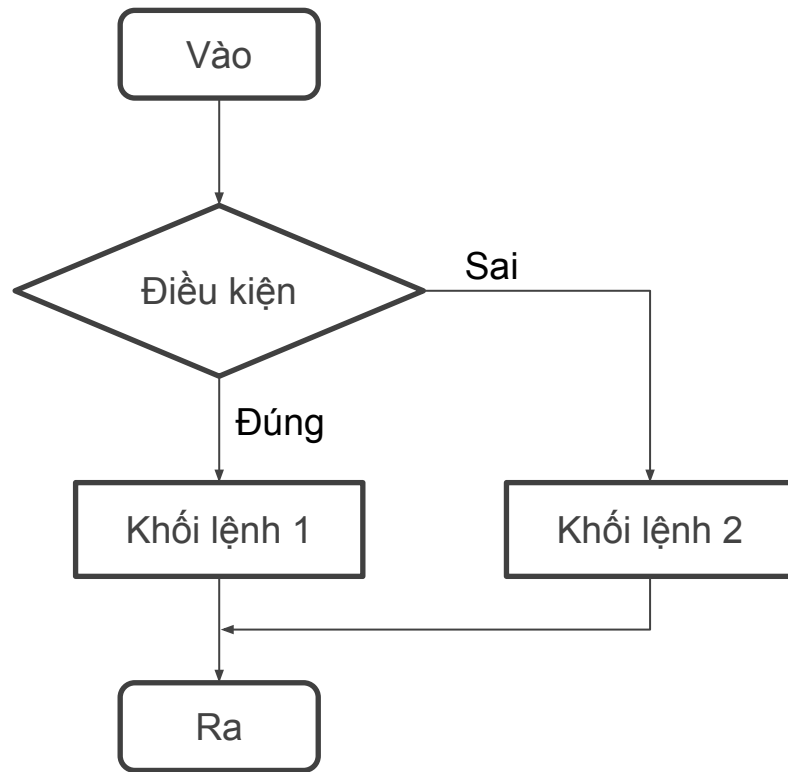 Vào
Điều kiện
Sai
Đúng
Khối lệnh 1
Khối lệnh 2
Ra